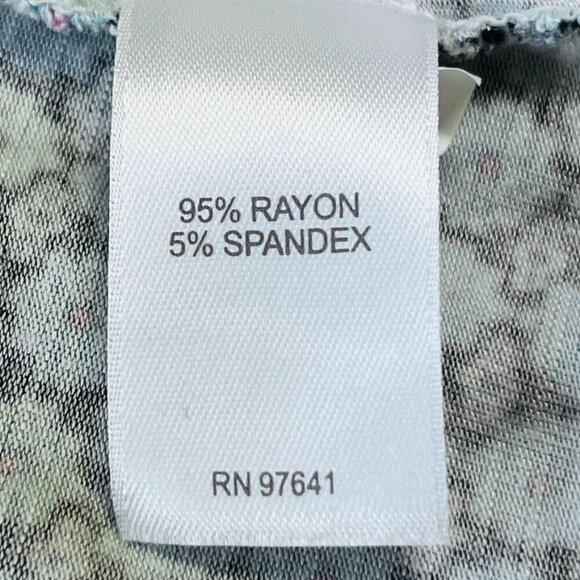 95% RAYON
5% SPANDEX
RN 97641